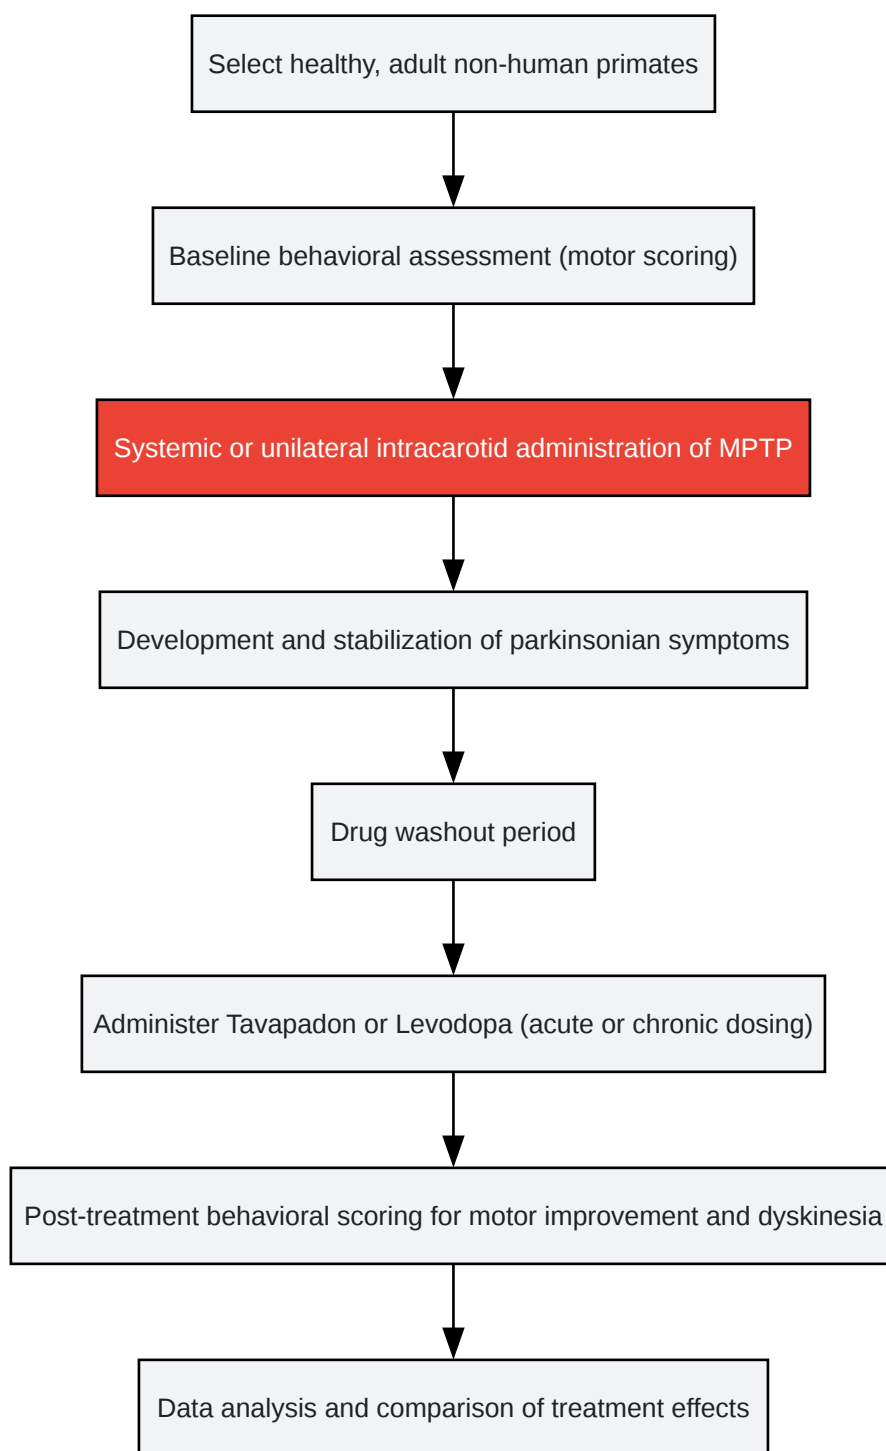 Select healthy, adult non-human primates
Baseline behavioral assessment (motor scoring)
Systemic or unilateral intracarotid administration of MPTP
Development and stabilization of parkinsonian symptoms
Drug washout period
Administer Tavapadon or Levodopa (acute or chronic dosing)
Post-treatment behavioral scoring for motor improvement and dyskinesia
Data analysis and comparison of treatment effects